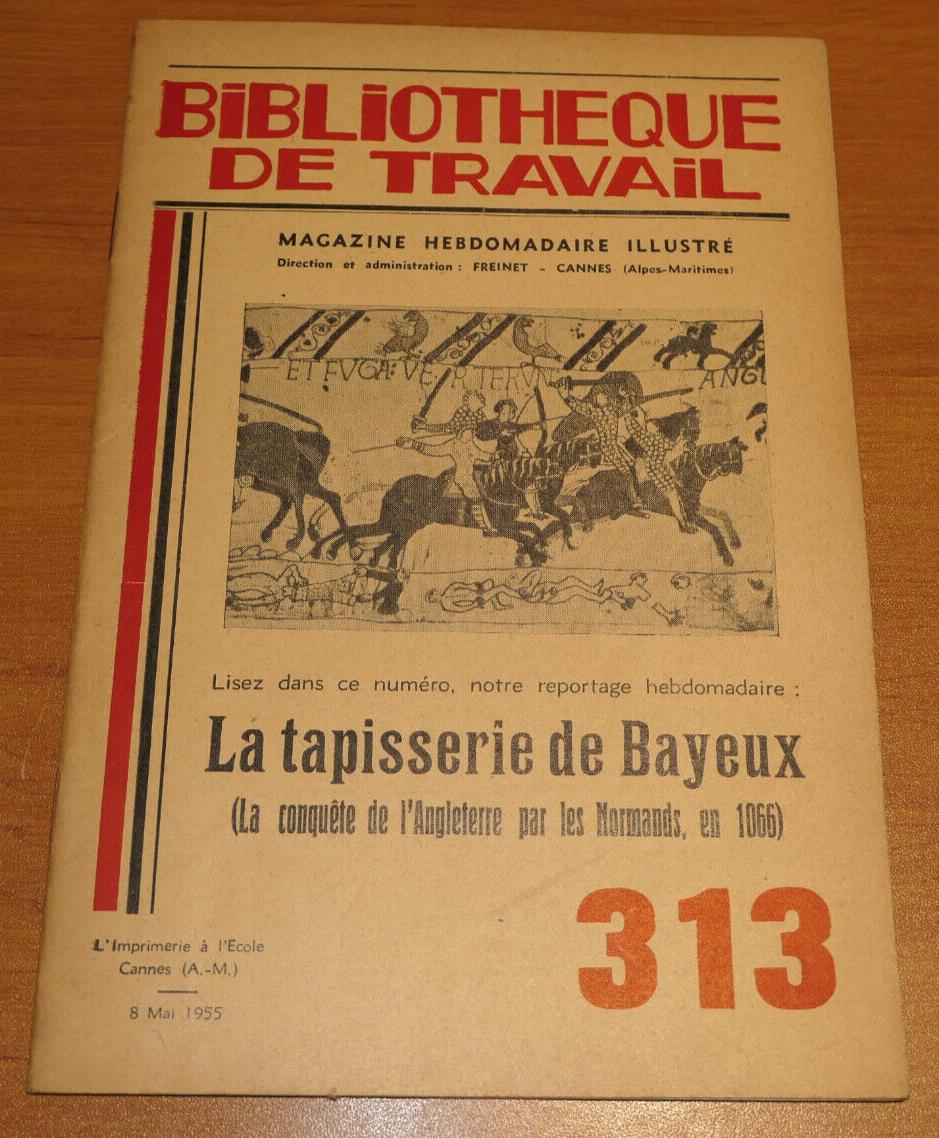 BiBLiOTHEQUE
DE TRAVAiL
MAGAZINE HEBDOMADAIRE ILLUSTRÉ
Direction et administration : FREINET - CANNES (Alpes-Maritimes)
ET FVGA: VERTERVN ANGL
Lisez dans ce numéro, notre reportage hebdomadaire :
La tapisserie de Bayeux
(La conquête de l'Angleterre par les Normands, en 1066)
313
L'Imprimerie à l'Ecole
Cannes (A.-M.)
8 Mai 1955